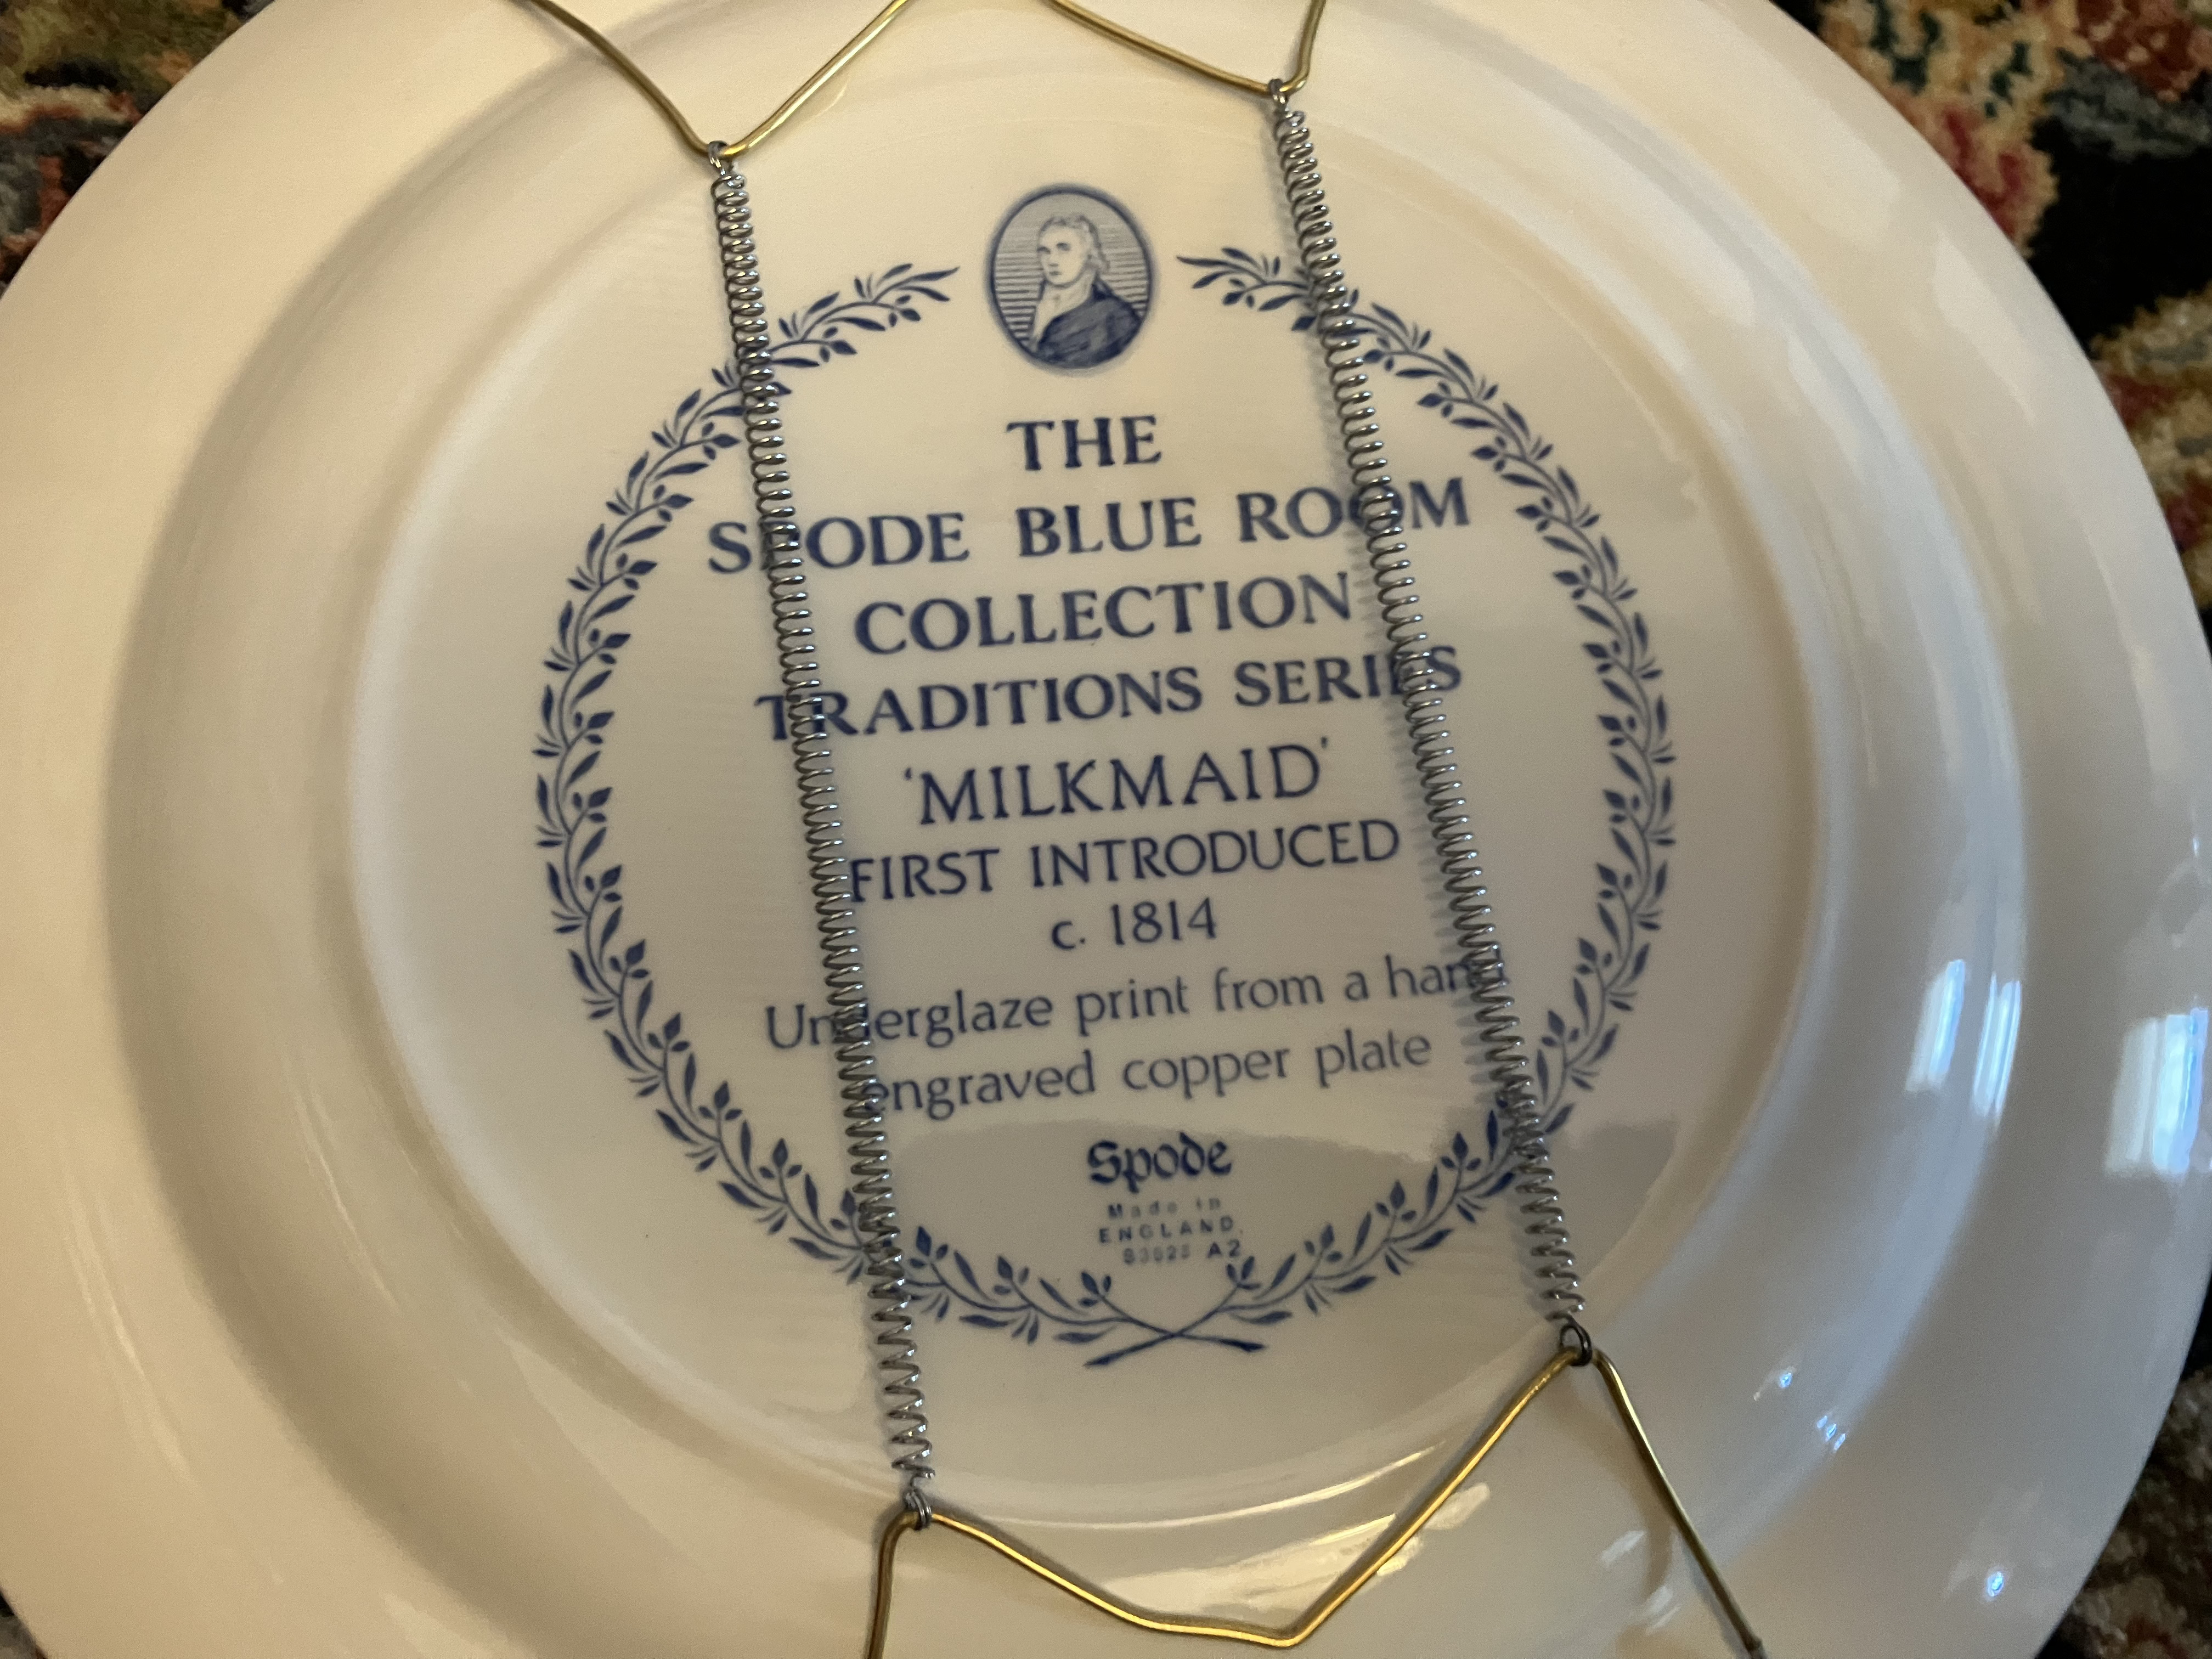 THE
SPODE BLUE ROOM
COLLECTION
TRADITIONS SERIES
'MILKMAID'
FIRST INTRODUCED
c. 1814
Underglaze print from a hand
engraved copper plate
Spode
Made in
ENGLAND
A2